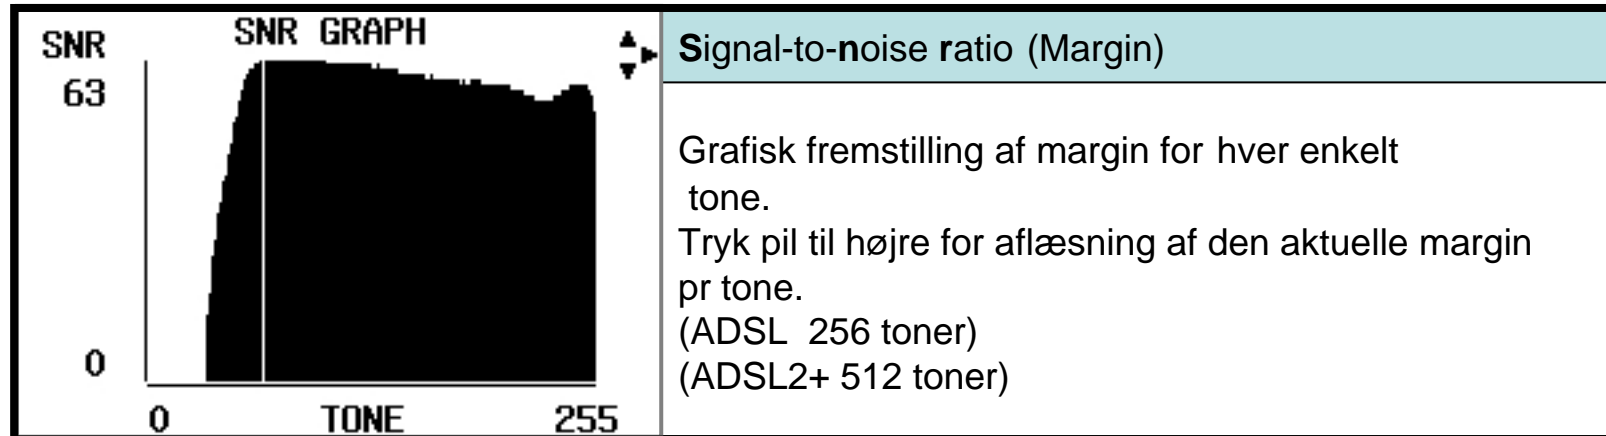 SNR GRAPH
SNR
63
0
0 TONE 255
Signal-to-noise ratio (Margin)
Grafisk fremstilling af margin for hver enkelt
tone.
Tryk pil til højre for aflæsning af den aktuelle margin
pr tone.
(ADSL 256 toner)
(ADSL2+ 512 toner)